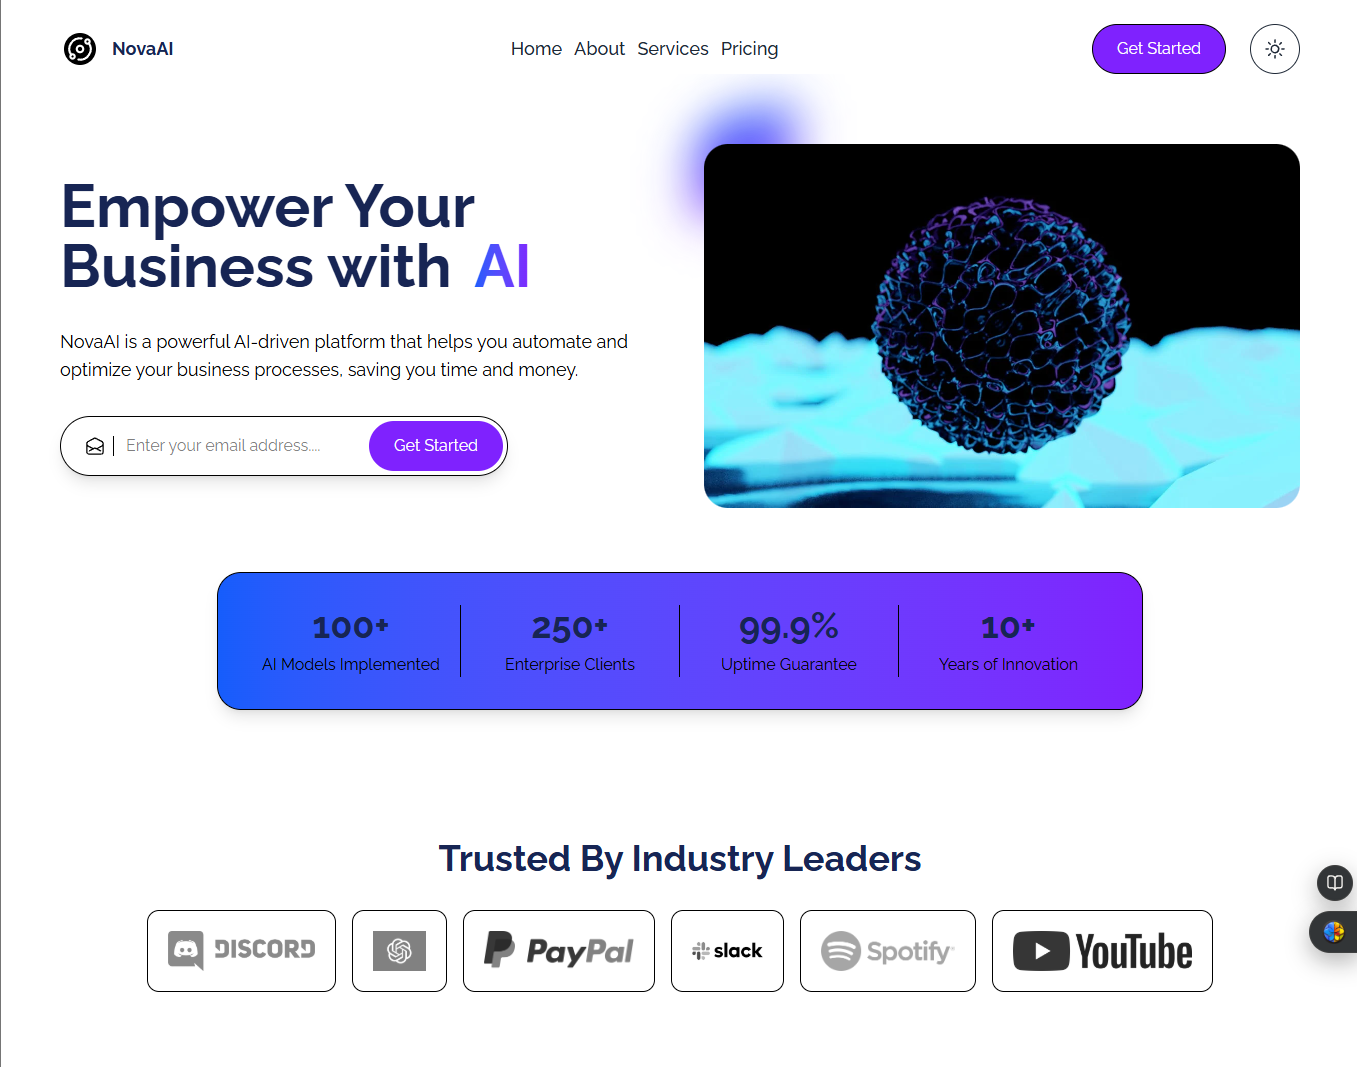 NovaAI
Home About Services Pricing
Get Started
Empower Your
Business with AI
NovaAI is a powerful AI-driven platform that helps you automate and
optimize your business processes, saving you time and money.
Enter your email address....
Get Started
100+
AI Models Implemented
250+
Enterprise Clients
99.9%
Uptime Guarantee
10+
Years of Innovation
Trusted By Industry Leaders
DISCORD
PayPal
slack
Spotify
YouTube